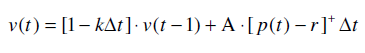 v(t) = [1 − kΔt] · v(t − 1) + A · [p(t) − r]⁺ Δt